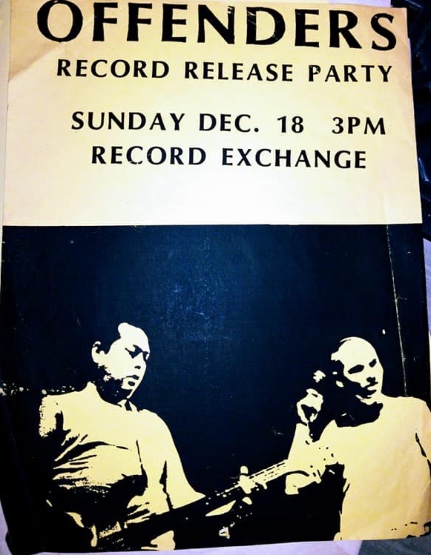 OFFENDERS
RECORD RELEASE PARTY
SUNDAY DEC. 18 3PM
RECORD EXCHANGE